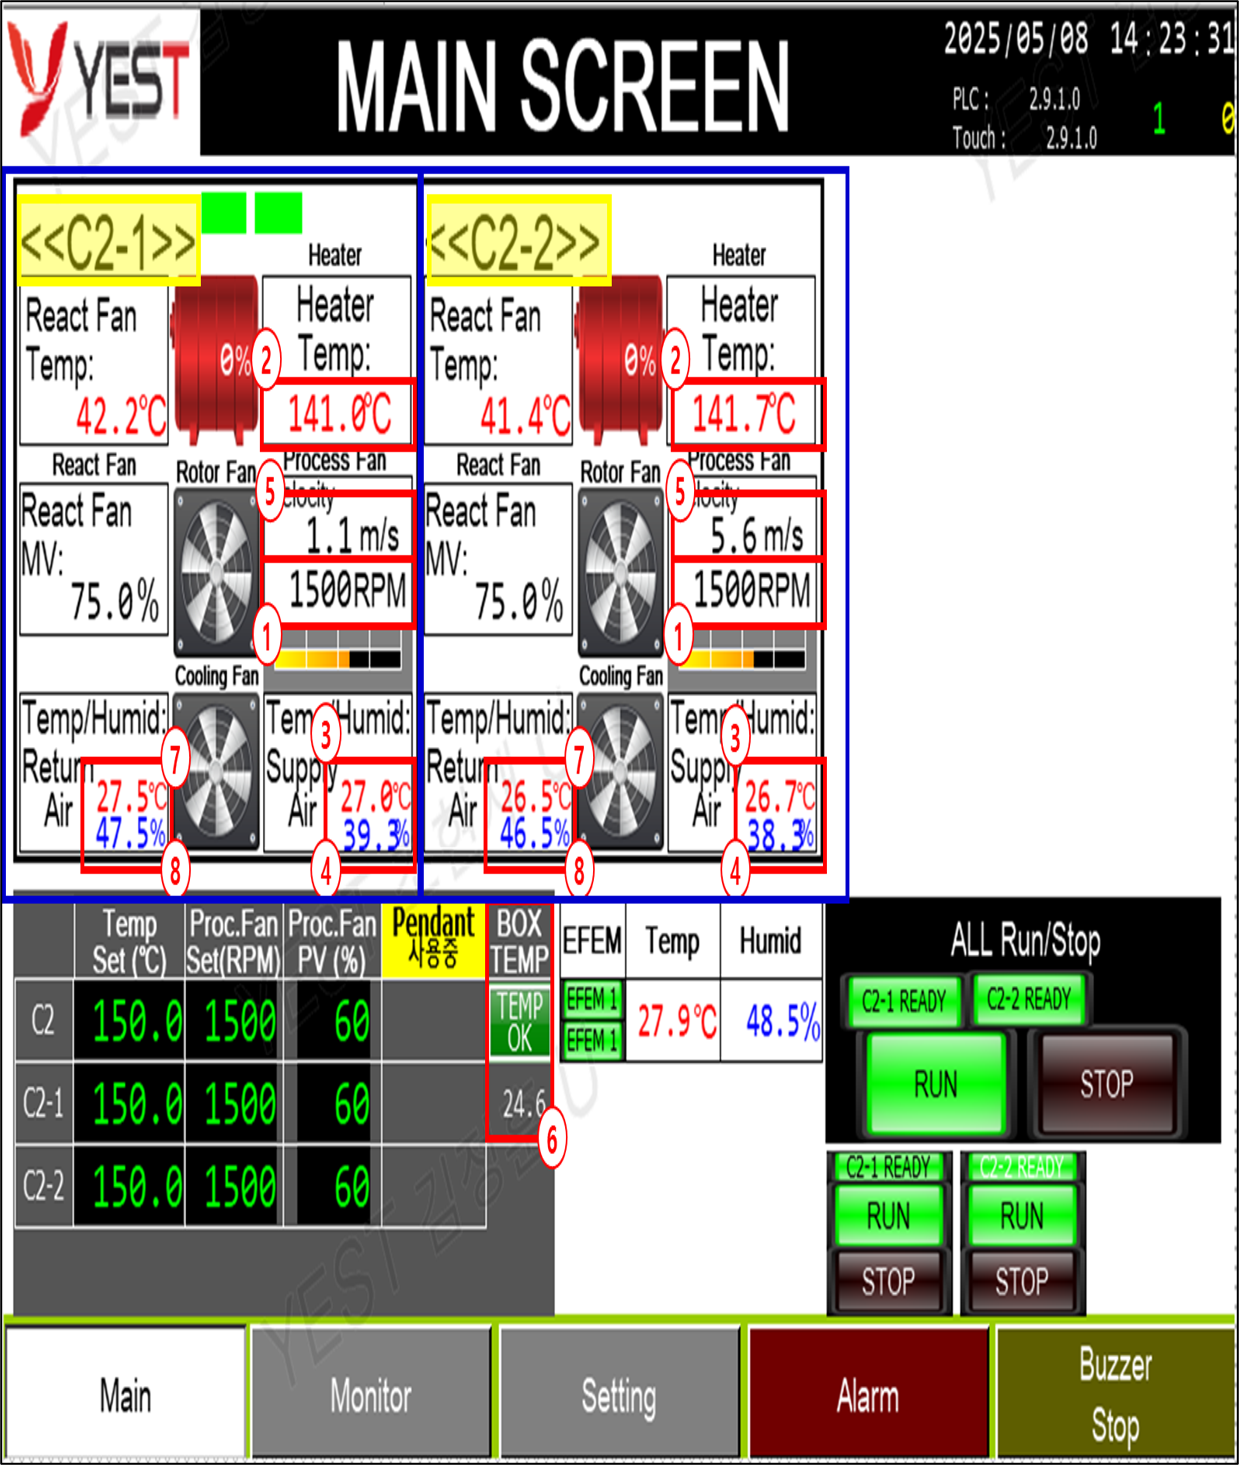 YEST
MAIN SCREEN
2025/05/08 14:23:31
PLC : 2.9.1.0
Touch : 2.9.1.0
1 0
<<C2-1>>
Heater
React Fan
Temp:
42.2℃
0%
2
Heater
Temp:
141.0℃
React Fan
Rotor Fan
Process Fan
5
React Fan
MV:
75.0%
1.1 m/s
1500RPM
1
Cooling Fan
Temp/Humid:
Return
Air
7
27.5℃
47.5%
8
Temp/Humid:
3
Supply
Air
27.0℃
39.3%
4
<<C2-2>>
Heater
React Fan
Temp:
41.4℃
0%
2
Heater
Temp:
141.7℃
React Fan
Rotor Fan
Process Fan
5
React Fan
MV:
75.0%
5.6 m/s
1500RPM
1
Cooling Fan
Temp/Humid:
Return
Air
7
26.5℃
46.5%
8
Temp/Humid:
3
Supply
Air
26.7℃
38.3%
4
Temp
Set (℃)
Proc.Fan
Set(RPM)
Proc.Fan
PV (%)
Pendant
사용중
BOX
TEMP
C2 150.0 1500 60
TEMP
OK
C2-1 150.0 1500 60 24.6
6
C2-2 150.0 1500 60
EFEM Temp Humid
EFEM 1
EFEM 1
27.9℃ 48.5%
ALL Run/Stop
C2-1 READY C2-2 READY
RUN STOP
C2-1 READY C2-2 READY
RUN RUN
STOP STOP
Main Monitor Setting Alarm
Buzzer
Stop